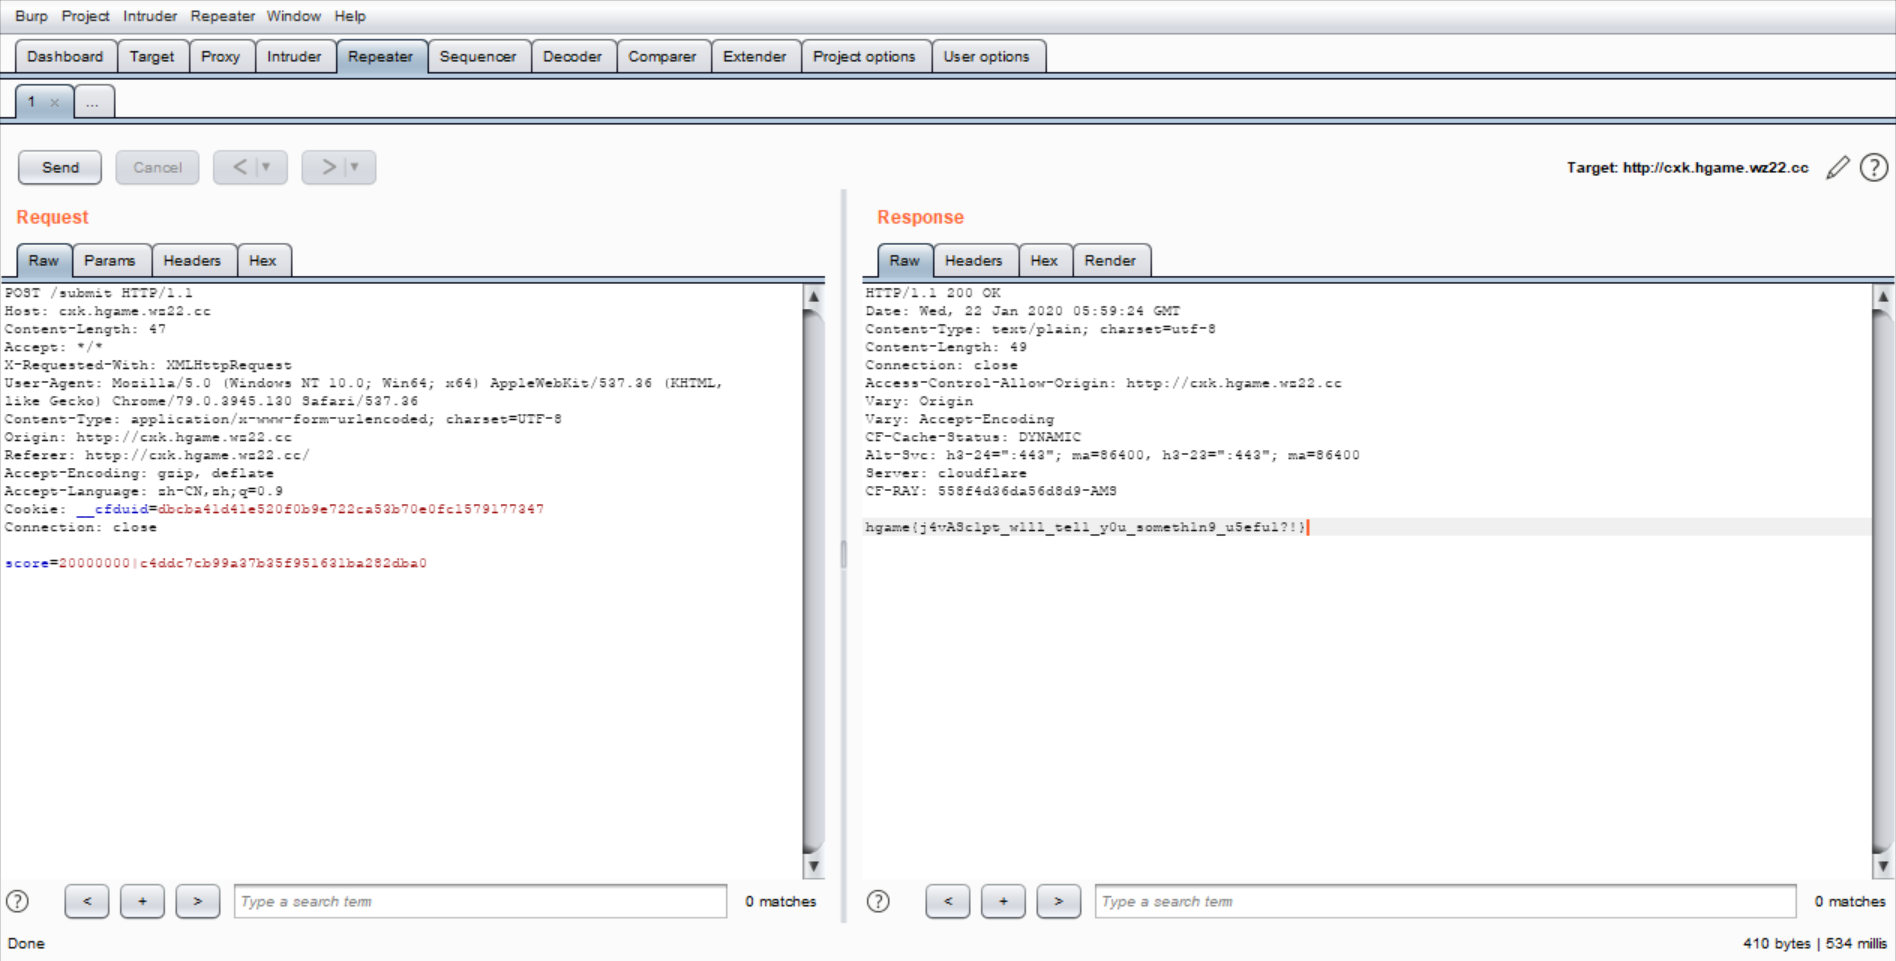 Burp Project Intruder Repeater Window Help
Dashboard Target Proxy Intruder Repeater Sequencer Decoder Comparer Extender Project options User options
1 × ...
Send Cancel < ▼ > ▼ Target: http://cxk.hgame.wz22.cc ?
Request
Raw Params Headers Hex
POST /submit HTTP/1.1
Host: cxk.hgame.wz22.cc
Content-Length: 47
Accept: */*
X-Requested-With: XMLHttpRequest
User-Agent: Mozilla/5.0 (Windows NT 10.0; Win64; x64) AppleWebKit/537.36 (KHTML,
like Gecko) Chrome/79.0.3945.130 Safari/537.36
Content-Type: application/x-www-form-urlencoded; charset=UTF-8
Origin: http://cxk.hgame.wz22.cc
Referer: http://cxk.hgame.wz22.cc/
Accept-Encoding: gzip, deflate
Accept-Language: zh-CN,zh;q=0.9
Cookie: __cfduid=dbcba41d41e520f0b9e722ca53b70e0fc1579177347
Connection: close
score=20000000|c4ddc7cb99a37b35f951631ba282dba0
? < + > Type a search term 0 matches
Response
Raw Headers Hex Render
HTTP/1.1 200 OK
Date: Wed, 22 Jan 2020 05:59:24 GMT
Content-Type: text/plain; charset=utf-8
Content-Length: 49
Connection: close
Access-Control-Allow-Origin: http://cxk.hgame.wz22.cc
Vary: Origin
Vary: Accept-Encoding
CF-Cache-Status: DYNAMIC
Alt-Svc: h3-24=":443"; ma=86400, h3-23=":443"; ma=86400
Server: cloudflare
CF-RAY: 558f4d36da56d8d9-AMS
hgame{j4vASc1pt_w1ll_tell_y0u_someth1n9_u5eful?!}
? < + > Type a search term 0 matches
Done 410 bytes | 534 millis